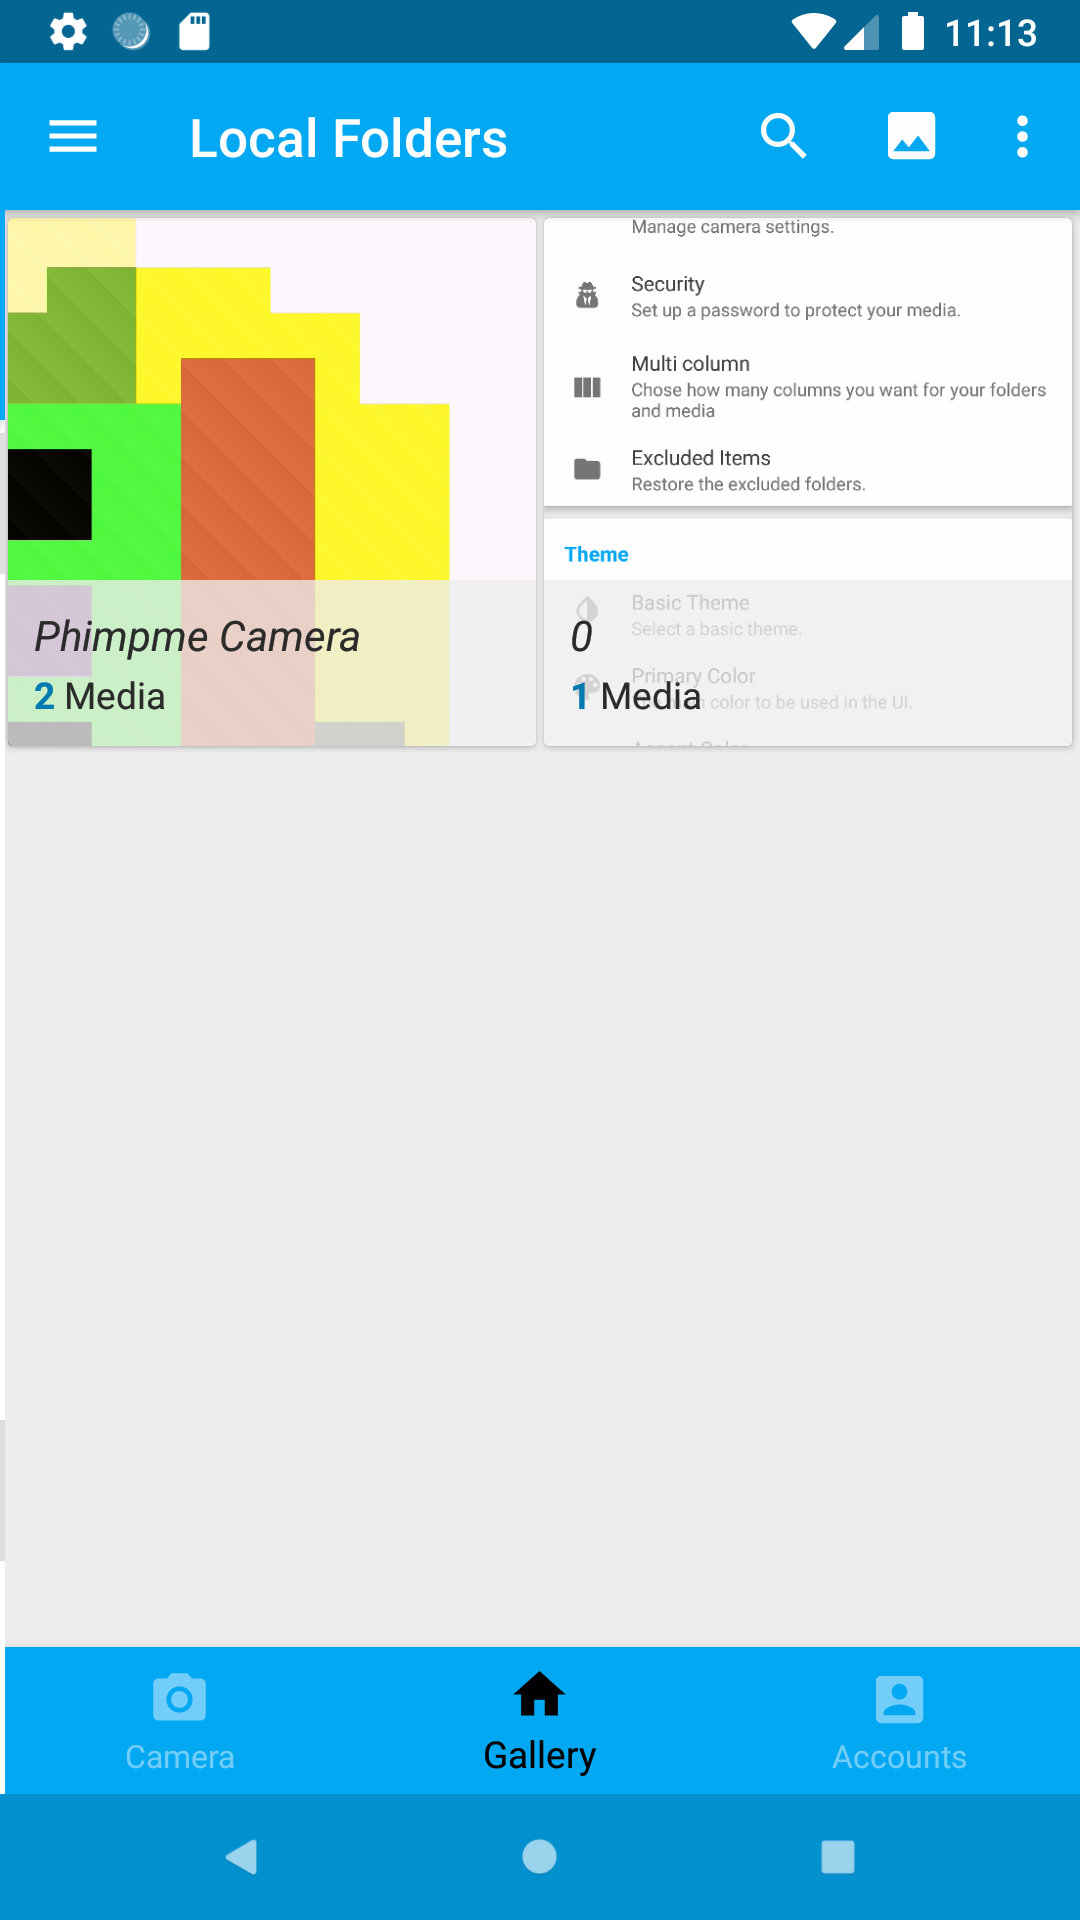 11:13
Local Folders
Manage camera settings.
Security
Set up a password to protect your media.
Multi column
Chose how many columns you want for your folders
and media
Excluded Items
Restore the excluded folders.
Theme
Basic Theme
Select a basic theme.
Primary Color
color to be used in the UI.
Accent Color
Phimpme Camera
2 Media
0
1 Media
Camera
Gallery
Accounts